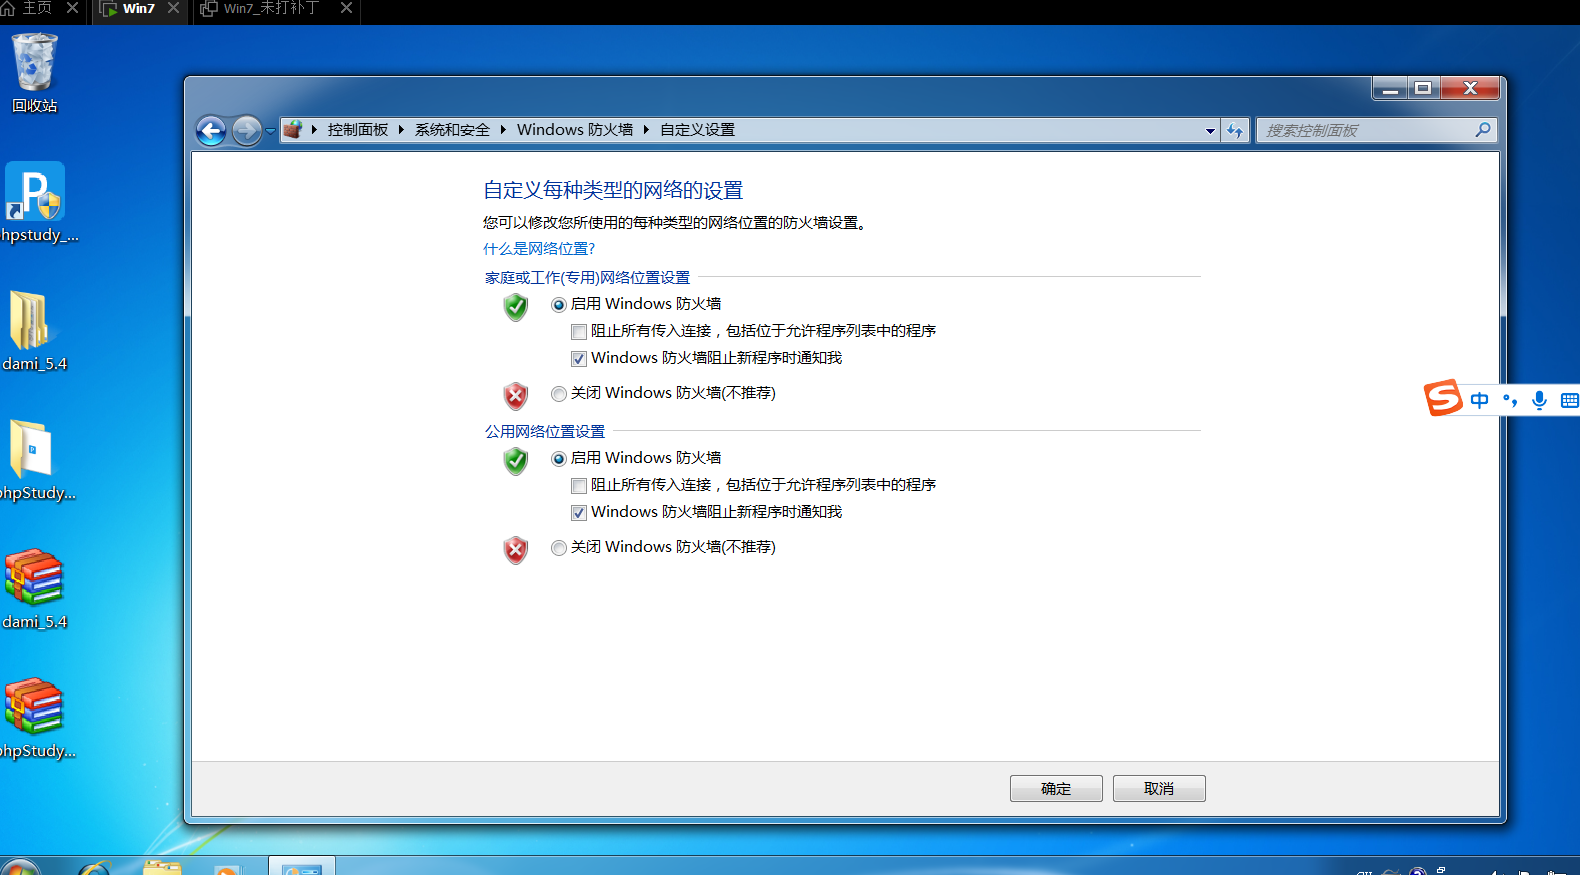 主页
Win7
Win7_未打补丁
回收站
控制面板 系统和安全 Windows 防火墙 自定义设置
搜索控制面板
自定义每种类型的网络的设置
您可以修改您所使用的每种类型的网络位置的防火墙设置。
什么是网络位置?
家庭或工作(专用)网络位置设置
启用 Windows 防火墙
阻止所有传入连接，包括位于允许程序列表中的程序
Windows 防火墙阻止新程序时通知我
关闭 Windows 防火墙(不推荐)
公用网络位置设置
启用 Windows 防火墙
阻止所有传入连接，包括位于允许程序列表中的程序
Windows 防火墙阻止新程序时通知我
关闭 Windows 防火墙(不推荐)
确定
取消
hpstudy_...
dami_5.4
phpStudy...
dami_5.4
phpStudy...
中